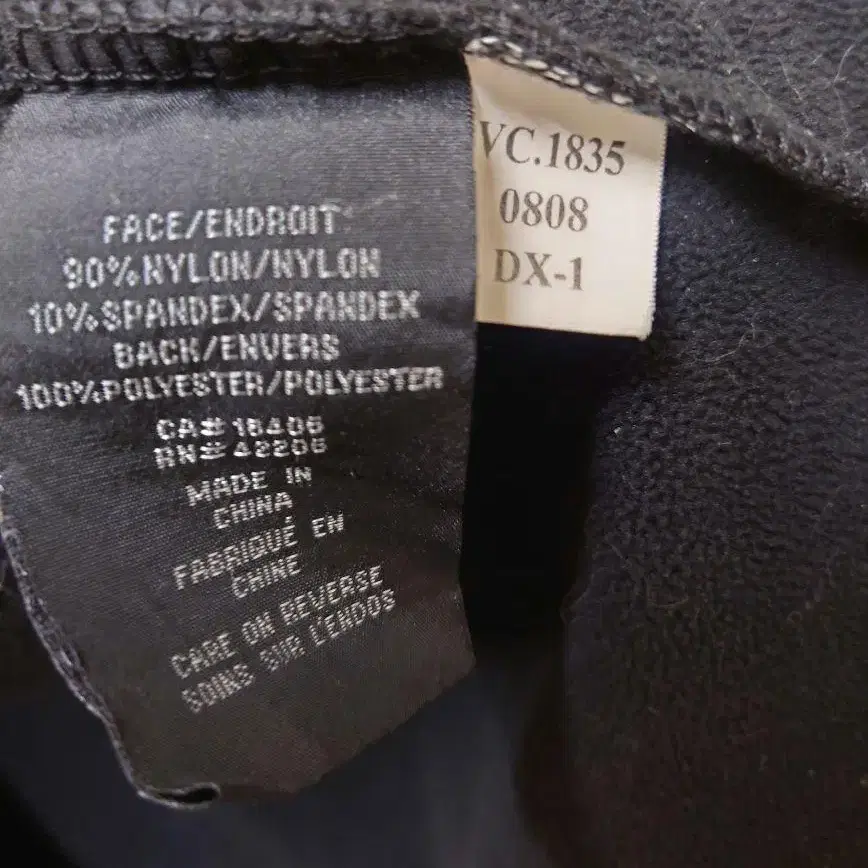 FACE/ENDROIT
90%NYLON/NYLON
10%SPANDEX/SPANDEX
BACK/ENVERS
100%POLYESTER/POLYESTER
CA#16406
RN#42206
MADE IN
CHINA
FABRIQUÉ EN
CHINE
CARE ON REVERSE
SOINS SUR LENDOS
VC.1835
0808
DX-1